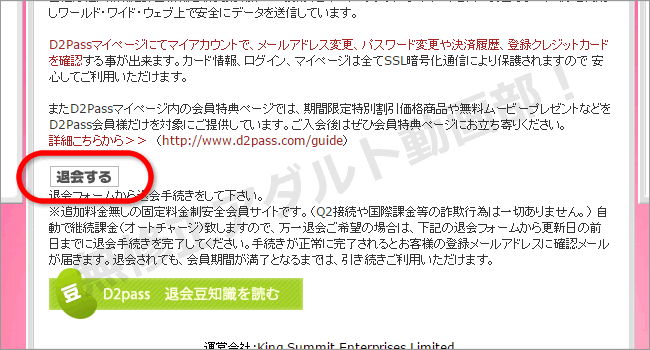 しワールド・ワイド・ウェブ上で安全にデータを送信しています。
D2Passマイページにてマイアカウントで、メールアドレス変更、パスワード変更や決済履歴、登録クレジットカード
を確認する事が出来ます。カード情報、ログイン、マイページは全てSSL暗号化通信により保護されますので 安
心してご利用いただけます。
またD2Passマイページ内の会員特典ページでは、期間限定特別割引価格商品や無料ムービープレゼントなどを
D2Pass会員様だけを対象にご提供しています。ご入会後はぜひ会員特典ページにお立ち寄りください。
詳細こちらから>> (http://www.d2pass.com/guide)
退会する
退会フォームから退会手続きをして下さい。
※追加料金無しの固定料金制安全会員サイトです。(Q2接続や国際課金等の詐欺行為は一切ありません。) 自
動で継続課金(オートチャージ)致しますので、万一退会ご希望の場合は、下記の退会フォームから更新日の前
日までに退会手続きを完了してください。手続きが正常に完了されるとお客様の登録メールアドレスに確認メール
が届きます。退会されても、会員期間が満了となるまでは、引き続きご利用いただけます。
豆 D2pass 退会豆知識を読む
運営会社:King Summit Enterprises Limited
無修正アダルト動画部!